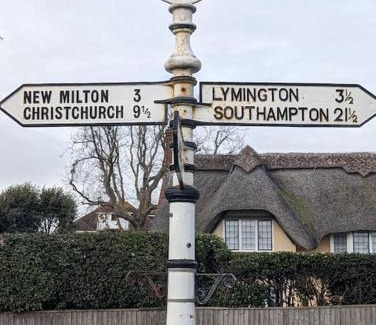 NEW MILTON 3
CHRISTCHURCH 9½
LYMINGTON 3½
SOUTHAMPTON 21½